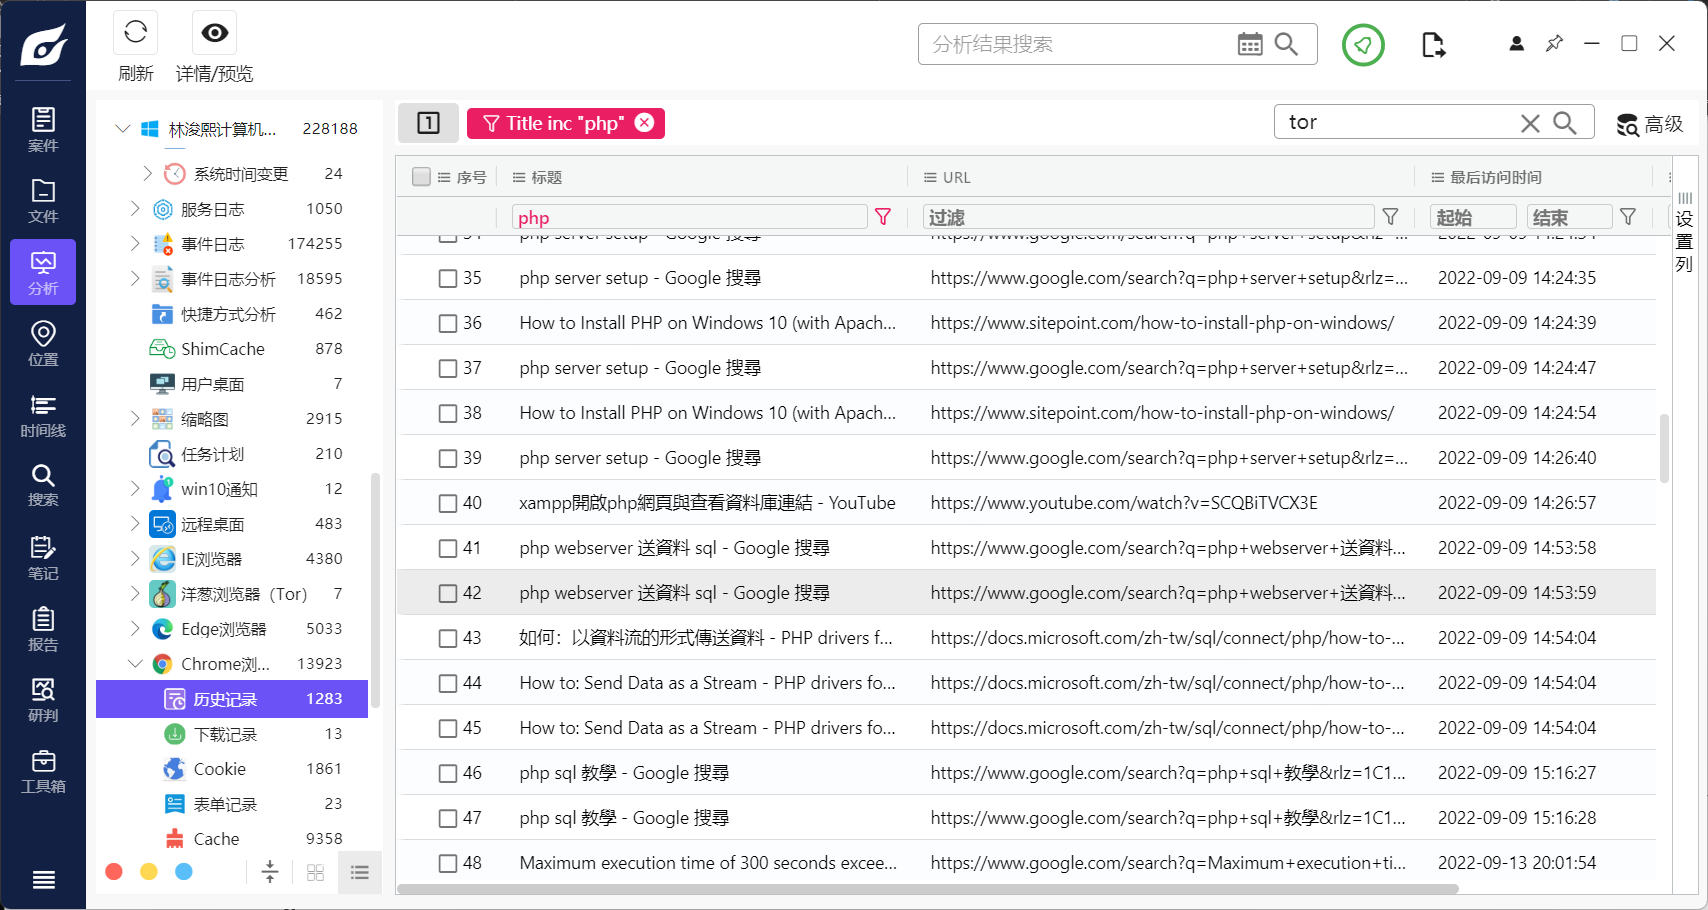 刷新
详情/预览
分析结果搜索
案件
文件
分析
位置
时间线
搜索
笔记
报告
研判
工具箱
林浚熙计算机... 228188
系统时间变更 24
服务日志 1050
事件日志 174255
事件日志分析 18595
快捷方式分析 462
ShimCache 878
用户桌面 7
缩略图 2915
任务计划 210
win10通知 12
远程桌面 483
IE浏览器 4380
洋葱浏览器（Tor） 7
Edge浏览器 5033
Chrome浏... 13923
历史记录 1283
下载记录 13
Cookie 1861
表单记录 23
Cache 9358
1
Title inc "php"
tor
高级
序号 标题 URL 最后访问时间
php 过滤 起始 结束
设置列
34 php server setup - Google 搜尋 https://www.google.com/search?q=php+server+setup&rlz=... 2022-09-09 14:24:34
35 php server setup - Google 搜尋 https://www.google.com/search?q=php+server+setup&rlz=... 2022-09-09 14:24:35
36 How to Install PHP on Windows 10 (with Apach... https://www.sitepoint.com/how-to-install-php-on-windows/ 2022-09-09 14:24:39
37 php server setup - Google 搜尋 https://www.google.com/search?q=php+server+setup&rlz=... 2022-09-09 14:24:47
38 How to Install PHP on Windows 10 (with Apach... https://www.sitepoint.com/how-to-install-php-on-windows/ 2022-09-09 14:24:54
39 php server setup - Google 搜尋 https://www.google.com/search?q=php+server+setup&rlz=... 2022-09-09 14:26:40
40 xampp開啟php網頁與查看資料庫連結 - YouTube https://www.youtube.com/watch?v=SCQBiTVCX3E 2022-09-09 14:26:57
41 php webserver 送資料 sql - Google 搜尋 https://www.google.com/search?q=php+webserver+送資料... 2022-09-09 14:53:58
42 php webserver 送資料 sql - Google 搜尋 https://www.google.com/search?q=php+webserver+送資料... 2022-09-09 14:53:59
43 如何：以資料流的形式傳送資料 - PHP drivers f... https://docs.microsoft.com/zh-tw/sql/connect/php/how-to-... 2022-09-09 14:54:04
44 How to: Send Data as a Stream - PHP drivers fo... https://docs.microsoft.com/zh-tw/sql/connect/php/how-to-... 2022-09-09 14:54:04
45 How to: Send Data as a Stream - PHP drivers fo... https://docs.microsoft.com/zh-tw/sql/connect/php/how-to-... 2022-09-09 14:54:04
46 php sql 教學 - Google 搜尋 https://www.google.com/search?q=php+sql+教學&rlz=1C1... 2022-09-09 15:16:27
47 php sql 教學 - Google 搜尋 https://www.google.com/search?q=php+sql+教學&rlz=1C1... 2022-09-09 15:16:28
48 Maximum execution time of 300 seconds excee... https://www.google.com/search?q=Maximum+execution+ti... 2022-09-13 20:01:54